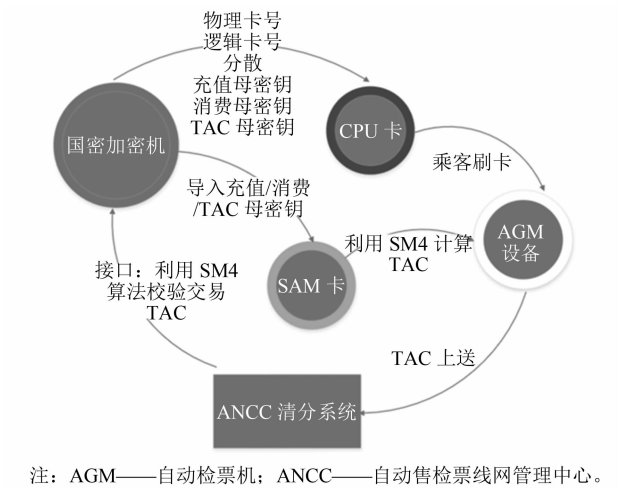 物理卡号
逻辑卡号
分散
充值母密钥
消费母密钥
TAC 母密钥
国密加密机
CPU 卡
乘客刷卡
导入充值/消费
/TAC 母密钥
AGM
设备
利用 SM4 计算
TAC
接口：利用 SM4
算法校验交易
TAC
SAM 卡
TAC 上送
ANCC 清分系统
注：AGM——自动检票机；ANCC——自动售检票线网管理中心。